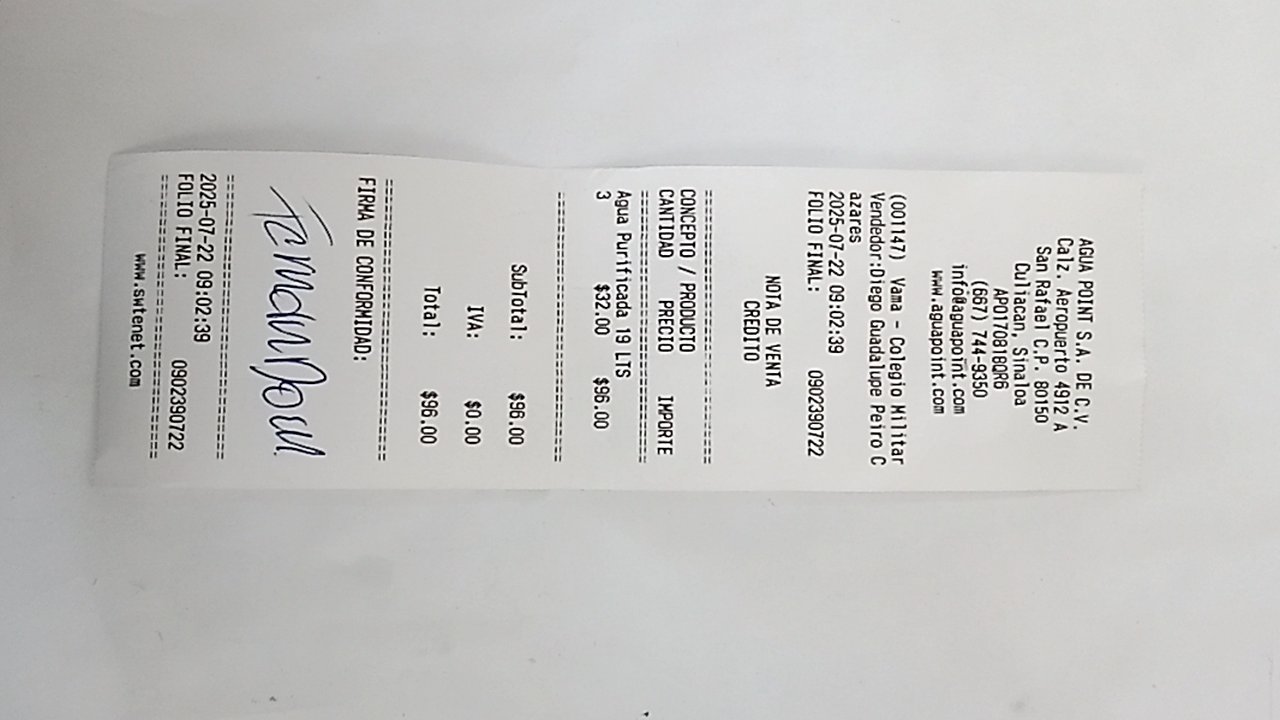 AGUA POINT S.A. DE C.V.
Calz. Aeropuerto 4912 A
San Rafael C.P. 80150
Culiacan, Sinaloa
APO170818QR6
(667) 744-9350
info@aguapoint.com
www.aguapoint.com
(001147) Vama - Colegio Militar
Vendedor:Diego Guadalupe Peiro C
azares
2025-07-22 09:02:39
FOLIO FINAL: 0902390722
NOTA DE VENTA
CREDITO
================================
CONCEPTO / PRODUCTO
CANTIDAD PRECIO IMPORTE
================================
Agua Purificada 19 LTS
3 $32.00 $96.00
================================
SubTotal: $96.00
IVA: $0.00
Total: $96.00
================================
FIRMA DE CONFORMIDAD:
================================
2025-07-22 09:02:39
FOLIO FINAL: 0902390722
================================
www.swtenet.com